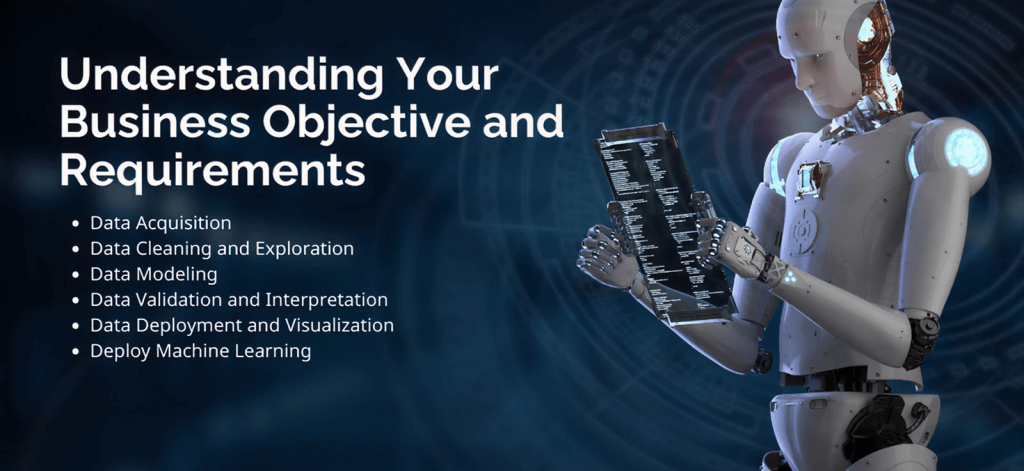 Understanding Your
Business Objective and
Requirements
• Data Acquisition
• Data Cleaning and Exploration
• Data Modeling
• Data Validation and Interpretation
• Data Deployment and Visualization
• Deploy Machine Learning